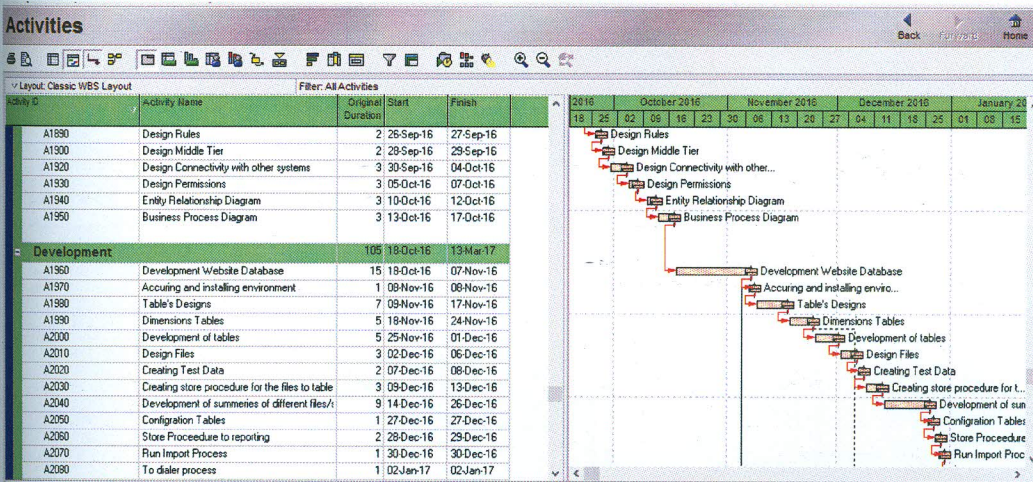 Activities
Back Forward Home
Layout: Classic WBS Layout Filter: All Activities
Activity ID Activity Name Original Duration Start Finish
2016 October 2016 November 2016 December 2016 January 20
18 25 02 09 16 23 30 06 13 20 27 04 11 18 25 01 08 15
A1890 Design Rules 2 26-Sep-16 27-Sep-16 Design Rules
A1900 Design Middle Tier 2 28-Sep-16 29-Sep-16 Design Middle Tier
A1920 Design Connectivity with other systems 3 30-Sep-16 04-Oct-16 Design Connectivity with other...
A1930 Design Permissions 3 05-Oct-16 07-Oct-16 Design Permissions
A1940 Entity Relationship Diagram 3 10-Oct-16 12-Oct-16 Entity Relationship Diagram
A1950 Business Process Diagram 3 13-Oct-16 17-Oct-16 Business Process Diagram
Development 105 18-Oct-16 13-Mar-17
A1960 Development Website Database 15 18-Oct-16 07-Nov-16 Development Website Database
A1970 Accuring and installing environment 1 08-Nov-16 08-Nov-16 Accuring and installing enviro...
A1980 Table's Designs 7 09-Nov-16 17-Nov-16 Table's Designs
A1990 Dimensions Tables 5 18-Nov-16 24-Nov-16 Dimensions Tables
A2000 Development of tables 5 25-Nov-16 01-Dec-16 Development of tables
A2010 Design Files 3 02-Dec-16 06-Dec-16 Design Files
A2020 Creating Test Data 2 07-Dec-16 08-Dec-16 Creating Test Data
A2030 Creating store procedure for the files to table 3 09-Dec-16 13-Dec-16 Creating store procedure for t...
A2040 Development of summeries of different files/ 9 14-Dec-16 26-Dec-16 Development of sum
A2050 Configration Tables 1 27-Dec-16 27-Dec-16 Configration Tables
A2060 Store Proceedure to reporting 2 28-Dec-16 29-Dec-16 Store Proceedure
A2070 Run Import Process 1 30-Dec-16 30-Dec-16 Run Import Proc
A2080 To dialer process 1 02-Jan-17 02-Jan-17